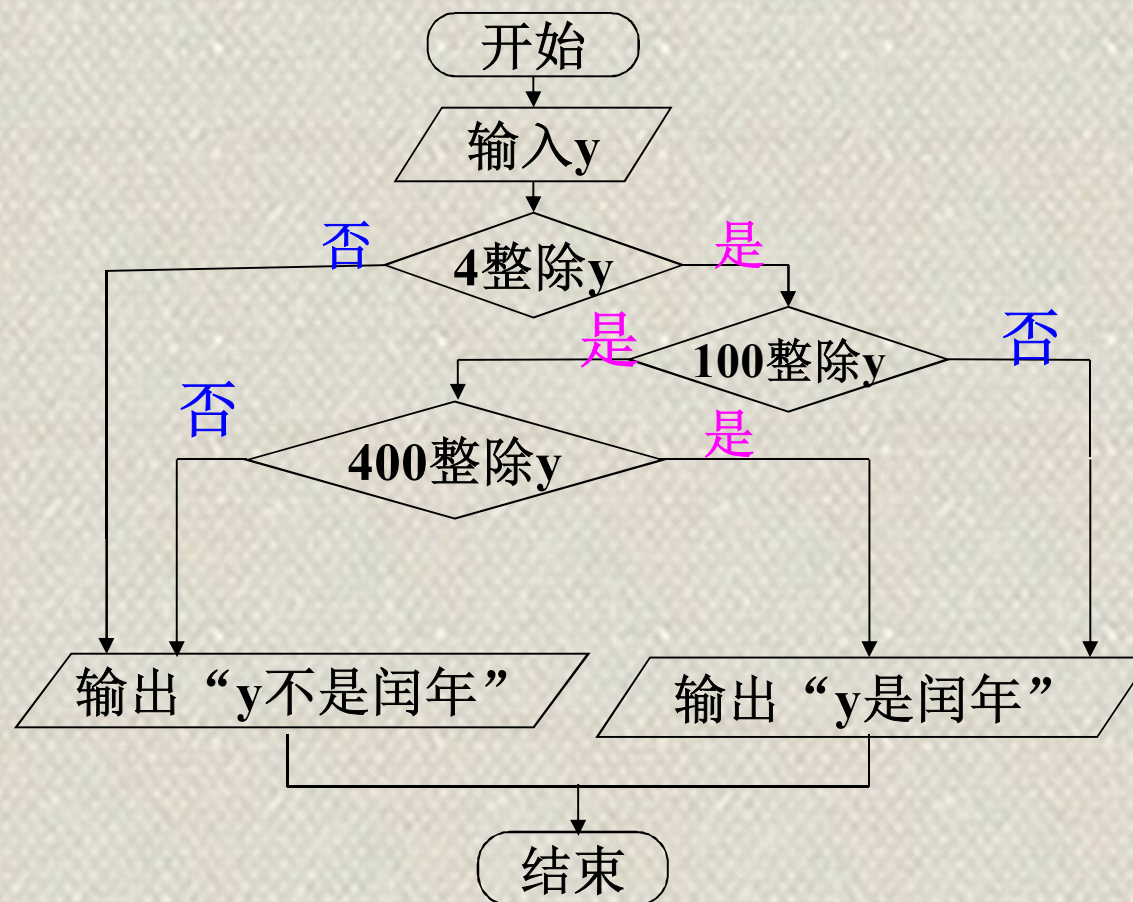 开始
输入y
否
4整除y
是
是
100整除y
否
否
400整除y
是
输出“y不是闰年”
输出“y是闰年”
结束